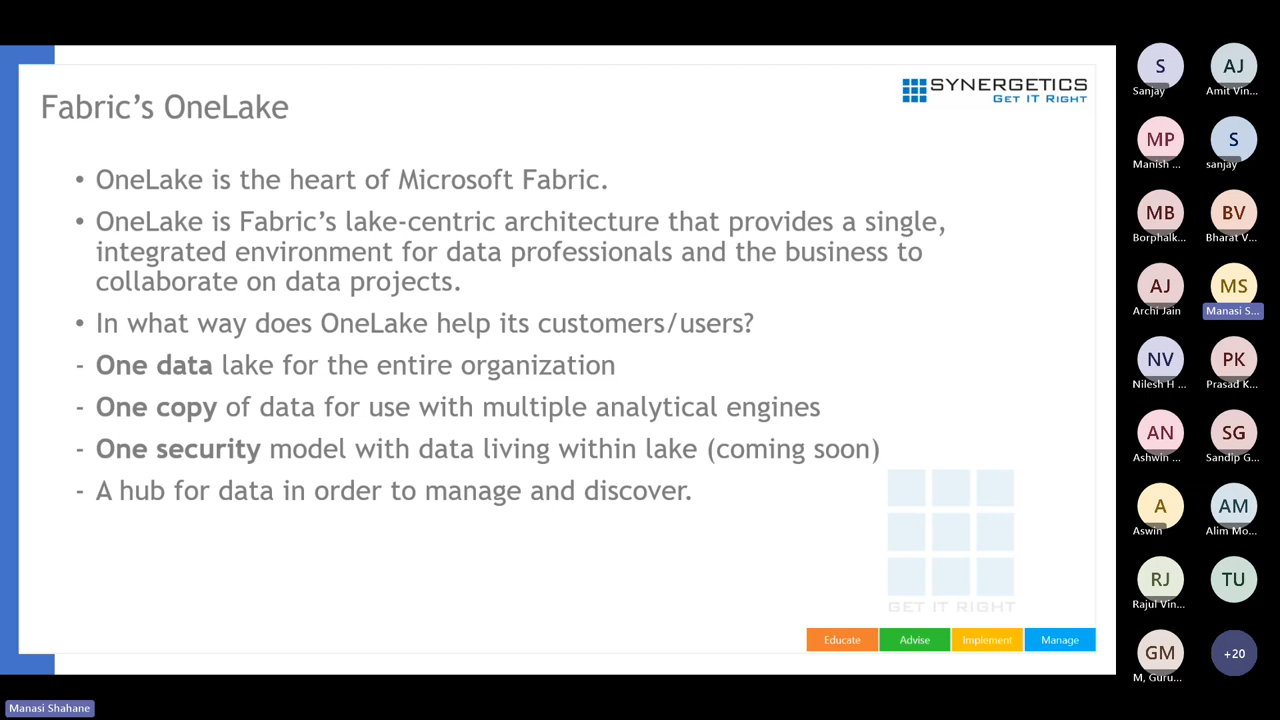 Fabric’s OneLake
SYNERGETICS
GET IT RIGHT
• OneLake is the heart of Microsoft Fabric.
• OneLake is Fabric’s lake-centric architecture that provides a single,
integrated environment for data professionals and the business to
collaborate on data projects.
• In what way does OneLake help its customers/users?
- One data lake for the entire organization
- One copy of data for use with multiple analytical engines
- One security model with data living within lake (coming soon)
- A hub for data in order to manage and discover.
GET IT RIGHT
Educate Advise Implement Manage
Manasi Shahane
S AJ
Sanjay Amit Vin...
MP S
Manish ... sanjay
MB BV
Borphalk... Bharat V...
AJ MS
Archi Jain Manasi S...
NV PK
Nilesh H ... Prasad K...
AN SG
Ashwin ... Sandip G...
A AM
Aswin Alim Mo...
RJ TU
Rajul Vin...
GM +20
M, Guru...